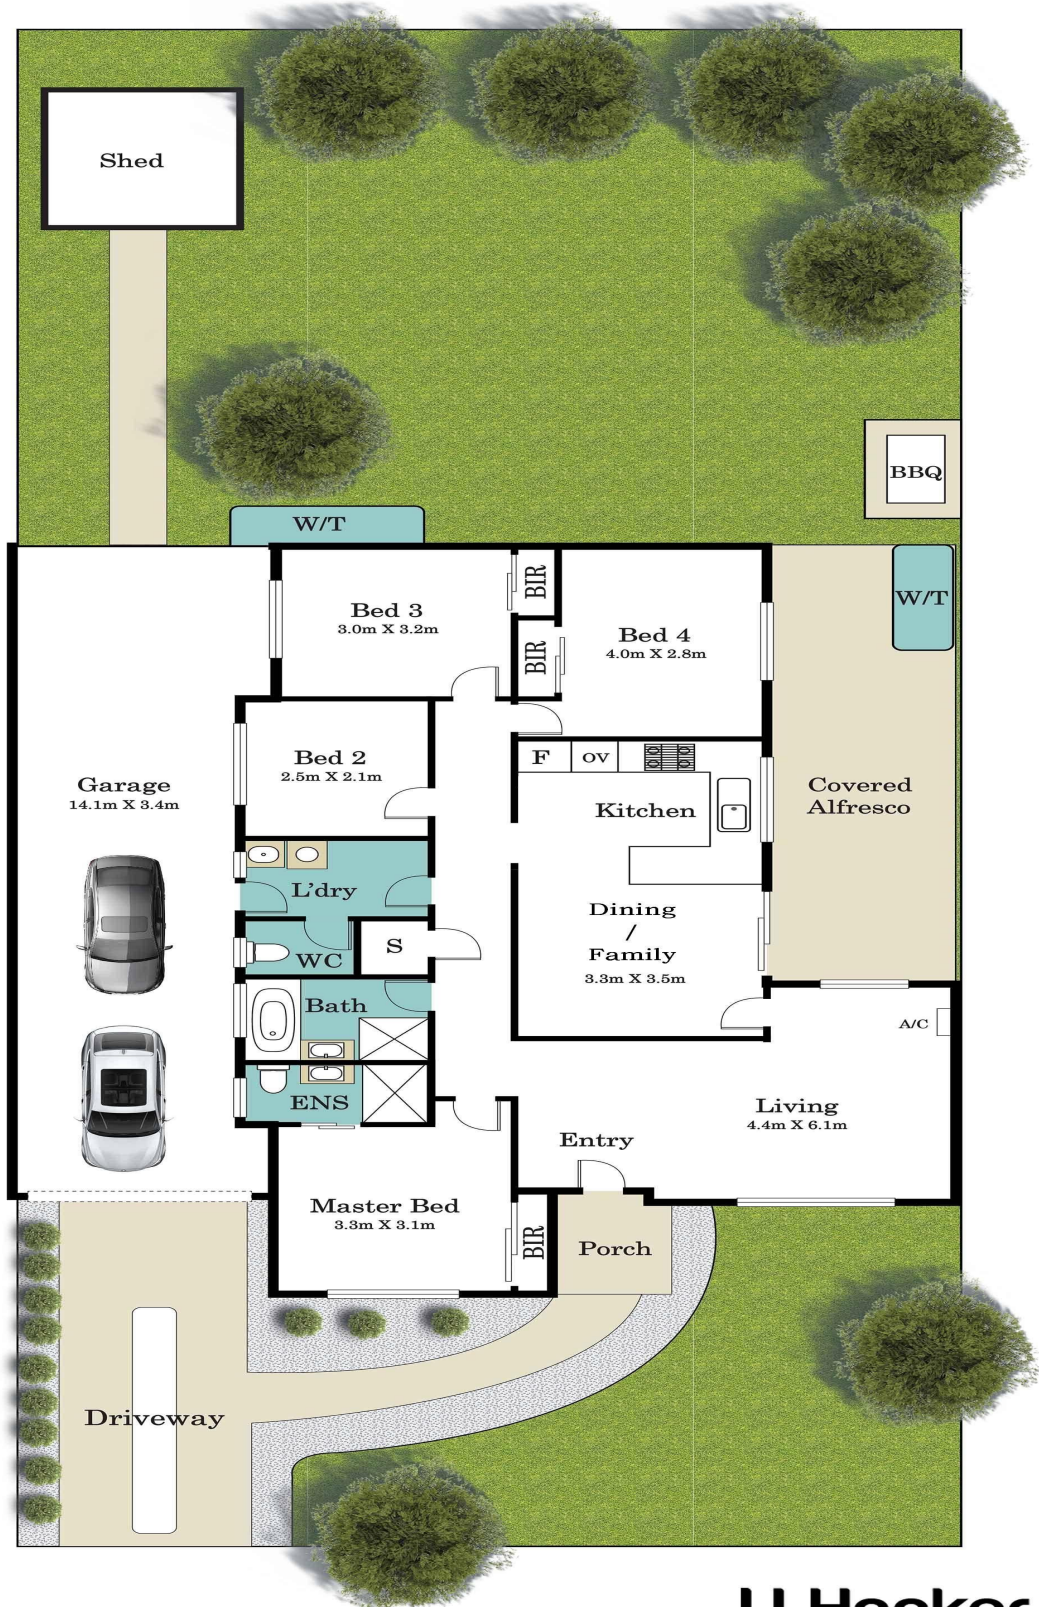 Shed
BBQ
W/T
W/T
Bed 3
3.0m X 3.2m
BIR
BIR
Bed 4
4.0m X 2.8m
Bed 2
2.5m X 2.1m
F
OV
Kitchen
Garage
14.1m X 3.4m
Covered
Alfresco
L'dry
Dining
/
Family
3.3m X 3.5m
WC
S
Bath
A/C
ENS
Living
4.4m X 6.1m
Entry
Master Bed
3.3m X 3.1m
BIR
Porch
Driveway